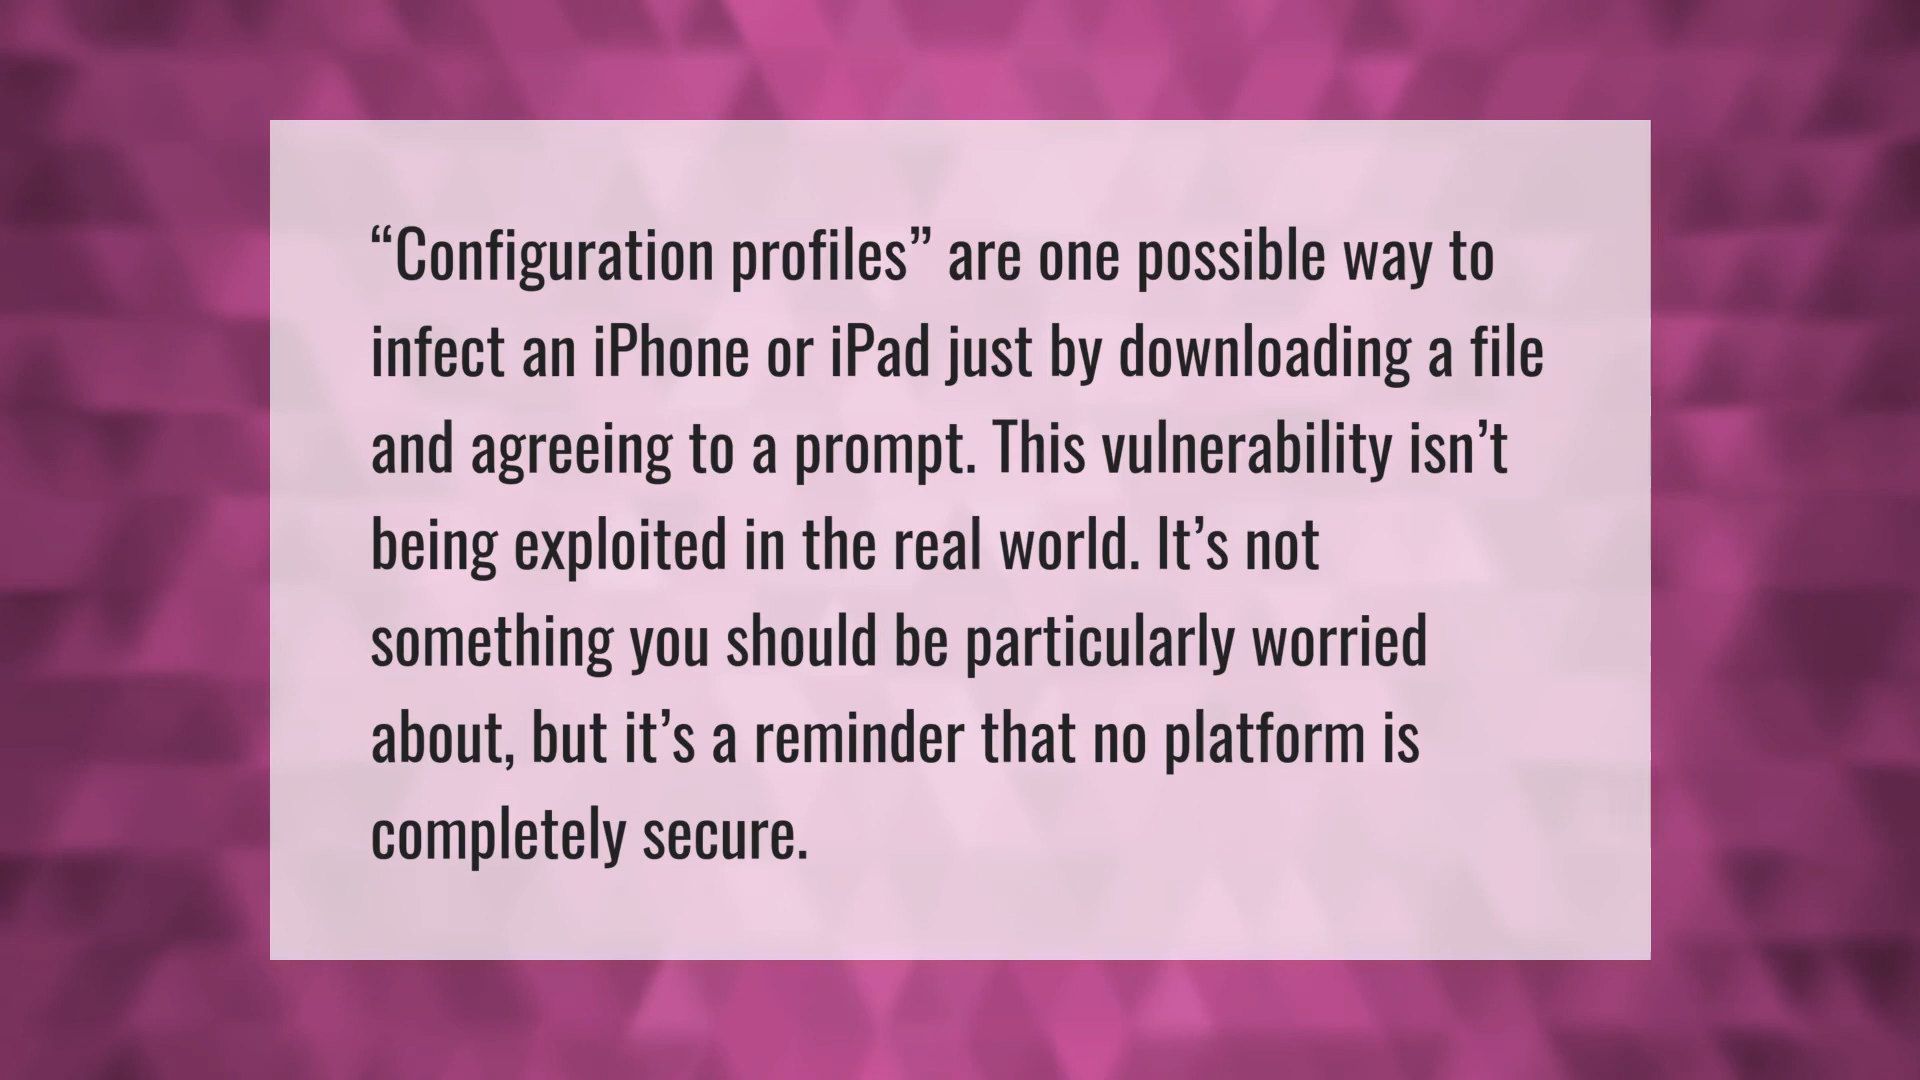 “Configuration profiles” are one possible way to
infect an iPhone or iPad just by downloading a file
and agreeing to a prompt. This vulnerability isn’t
being exploited in the real world. It’s not
something you should be particularly worried
about, but it’s a reminder that no platform is
completely secure.